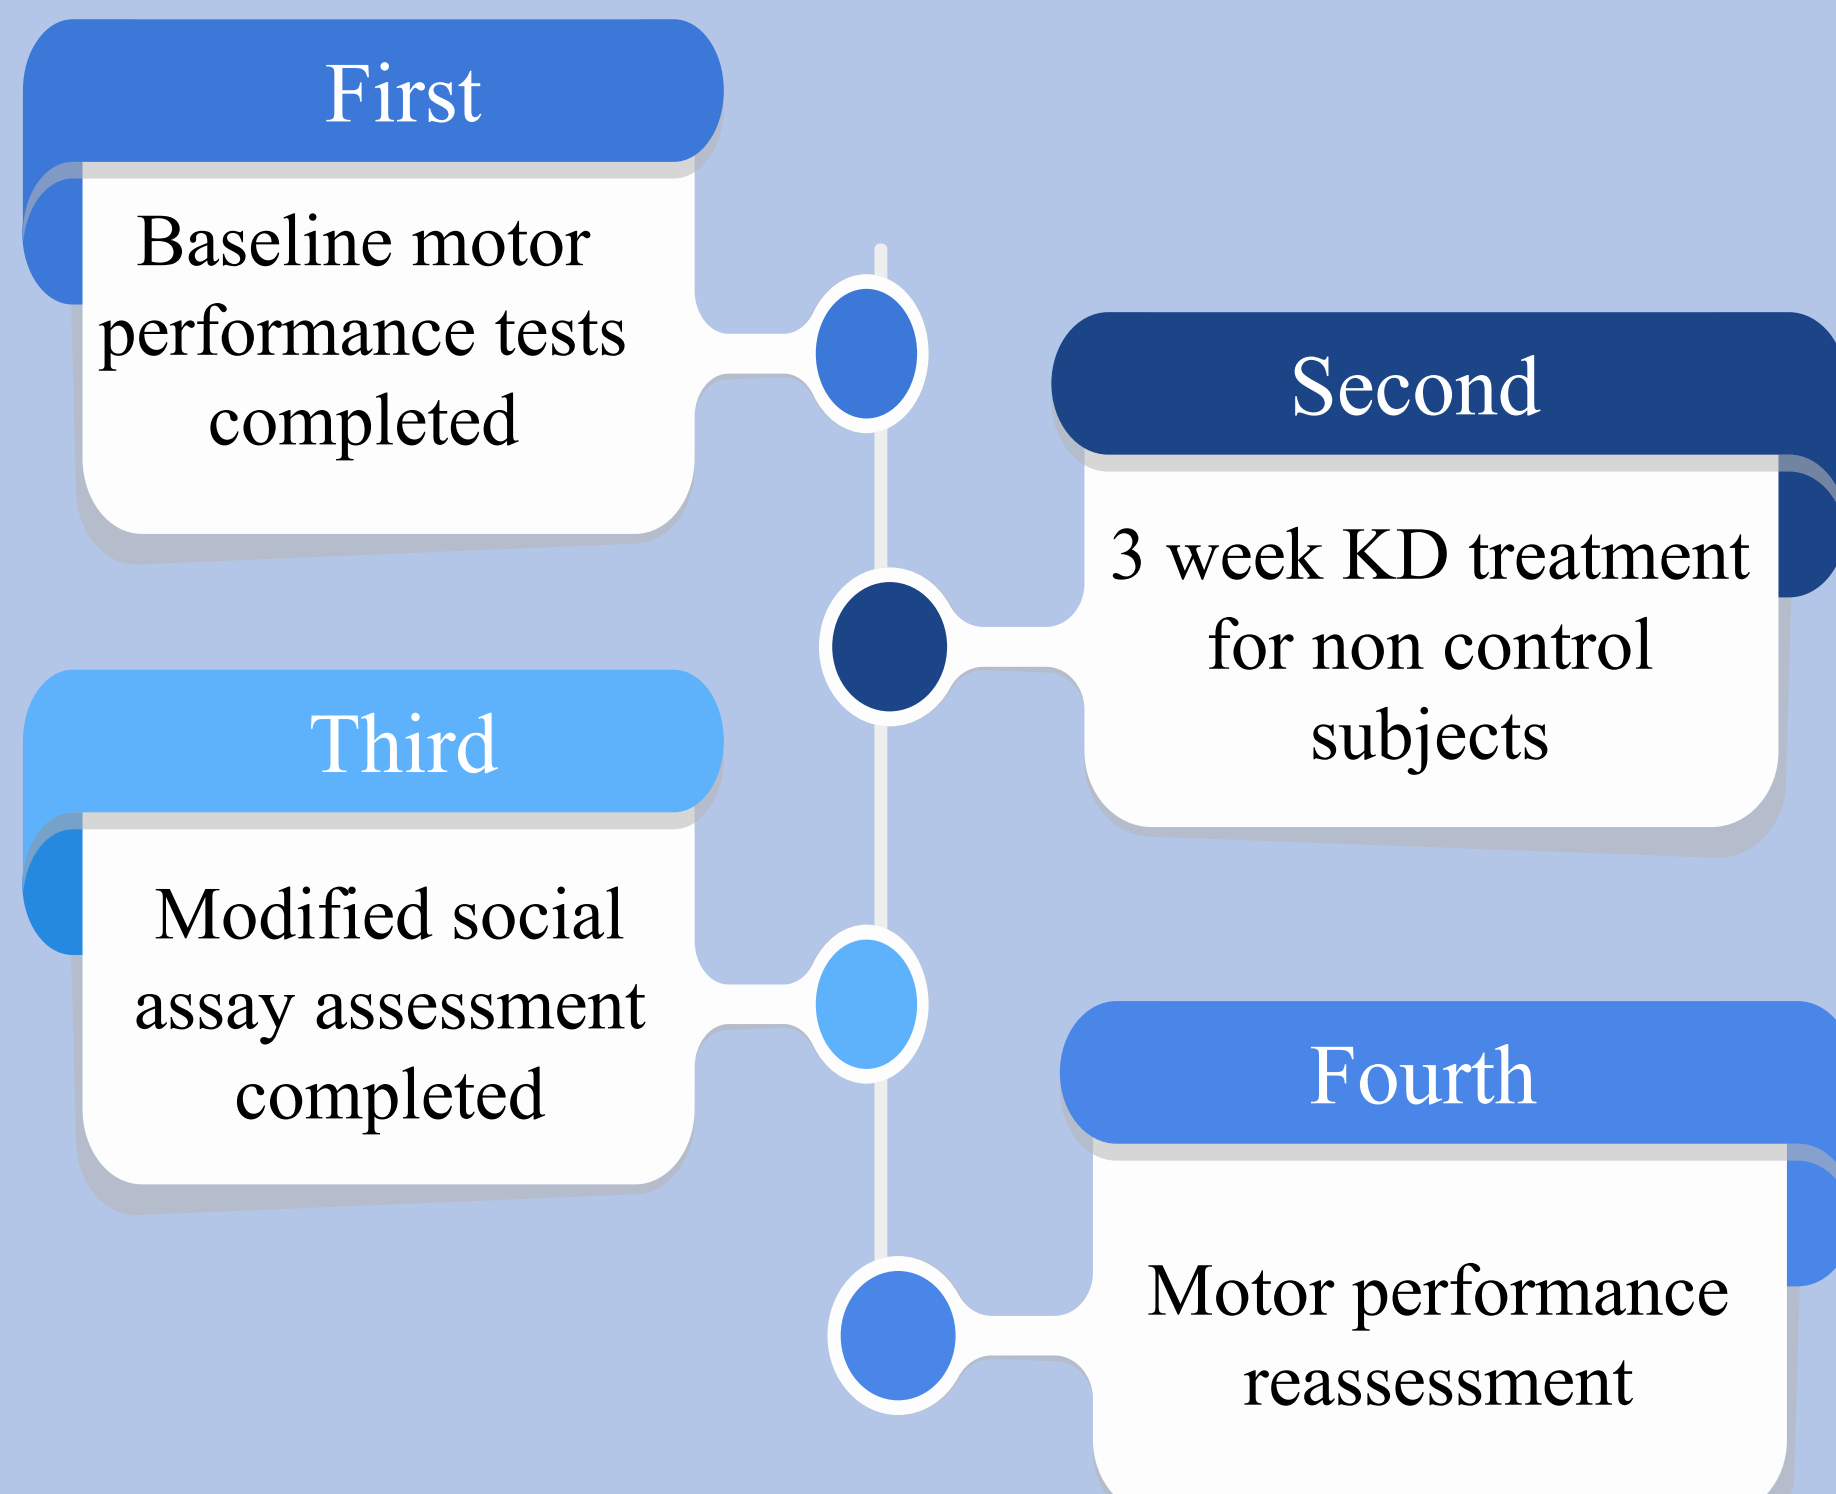 First
Baseline motor
performance tests
completed
Second
3 week KD treatment
for non control
subjects
Third
Modified social
assay assessment
completed
Fourth
Motor performance
reassessment